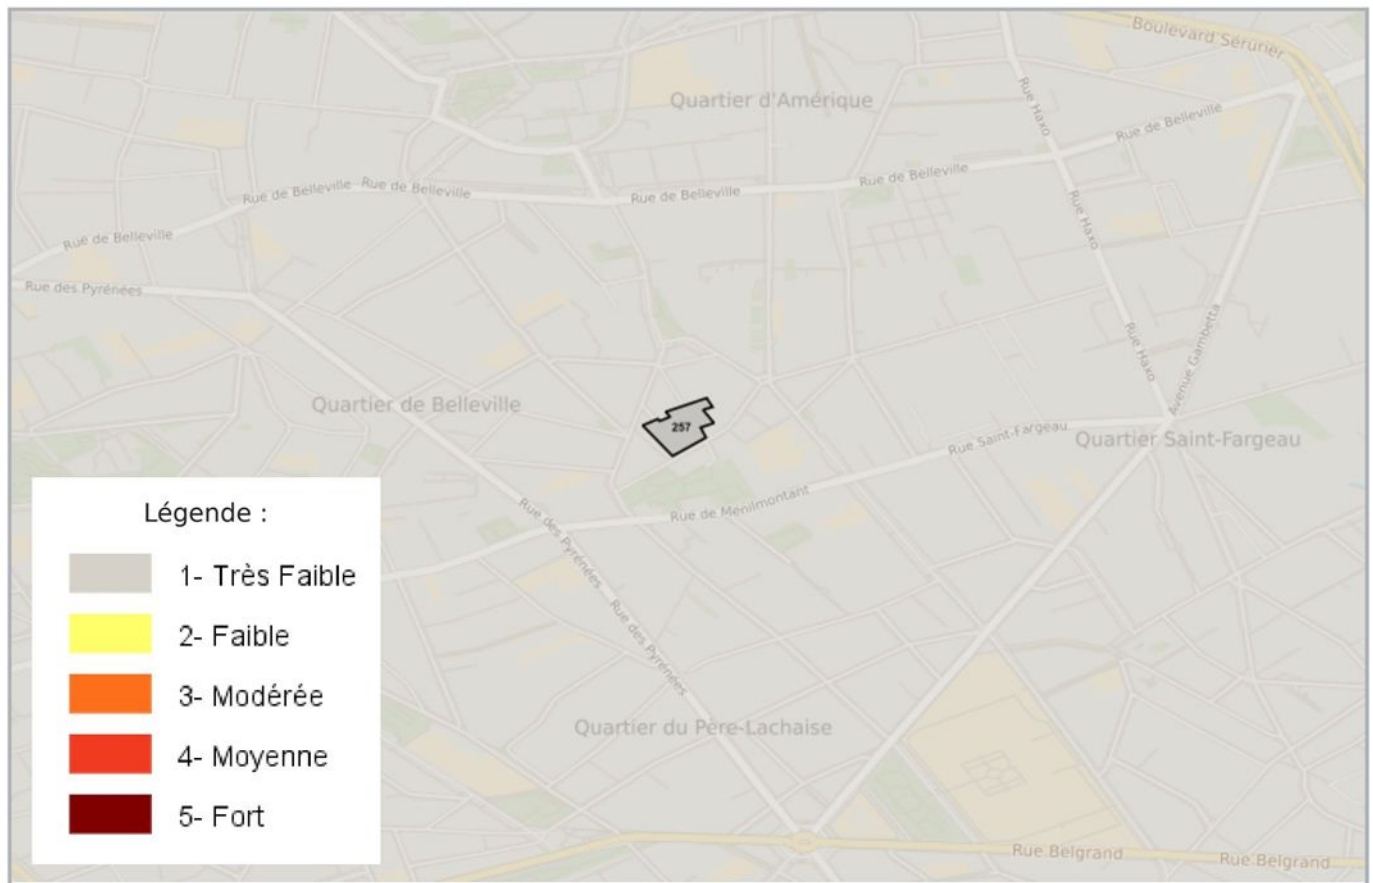 Boulevard Sérurier
Quartier d'Amérique
Rue Haxo
Rue de Belleville
Rue de Belleville
Rue de Belleville
Rue de Belleville
Rue de Belleville
Rue de Belleville
Rue Haxo
Rue des Pyrénées
Rue Haxo
Avenue Gambetta
Quartier de Belleville
257
Rue Saint-Fargeau
Quartier Saint-Fargeau
Rue de Ménilmontant
Rue des Pyrénées
Rue des Pyrénées
Quartier du Père-Lachaise
Rue Belgrand
Rue Belgrand
Légende :
1- Très Faible
2- Faible
3- Modérée
4- Moyenne
5- Fort